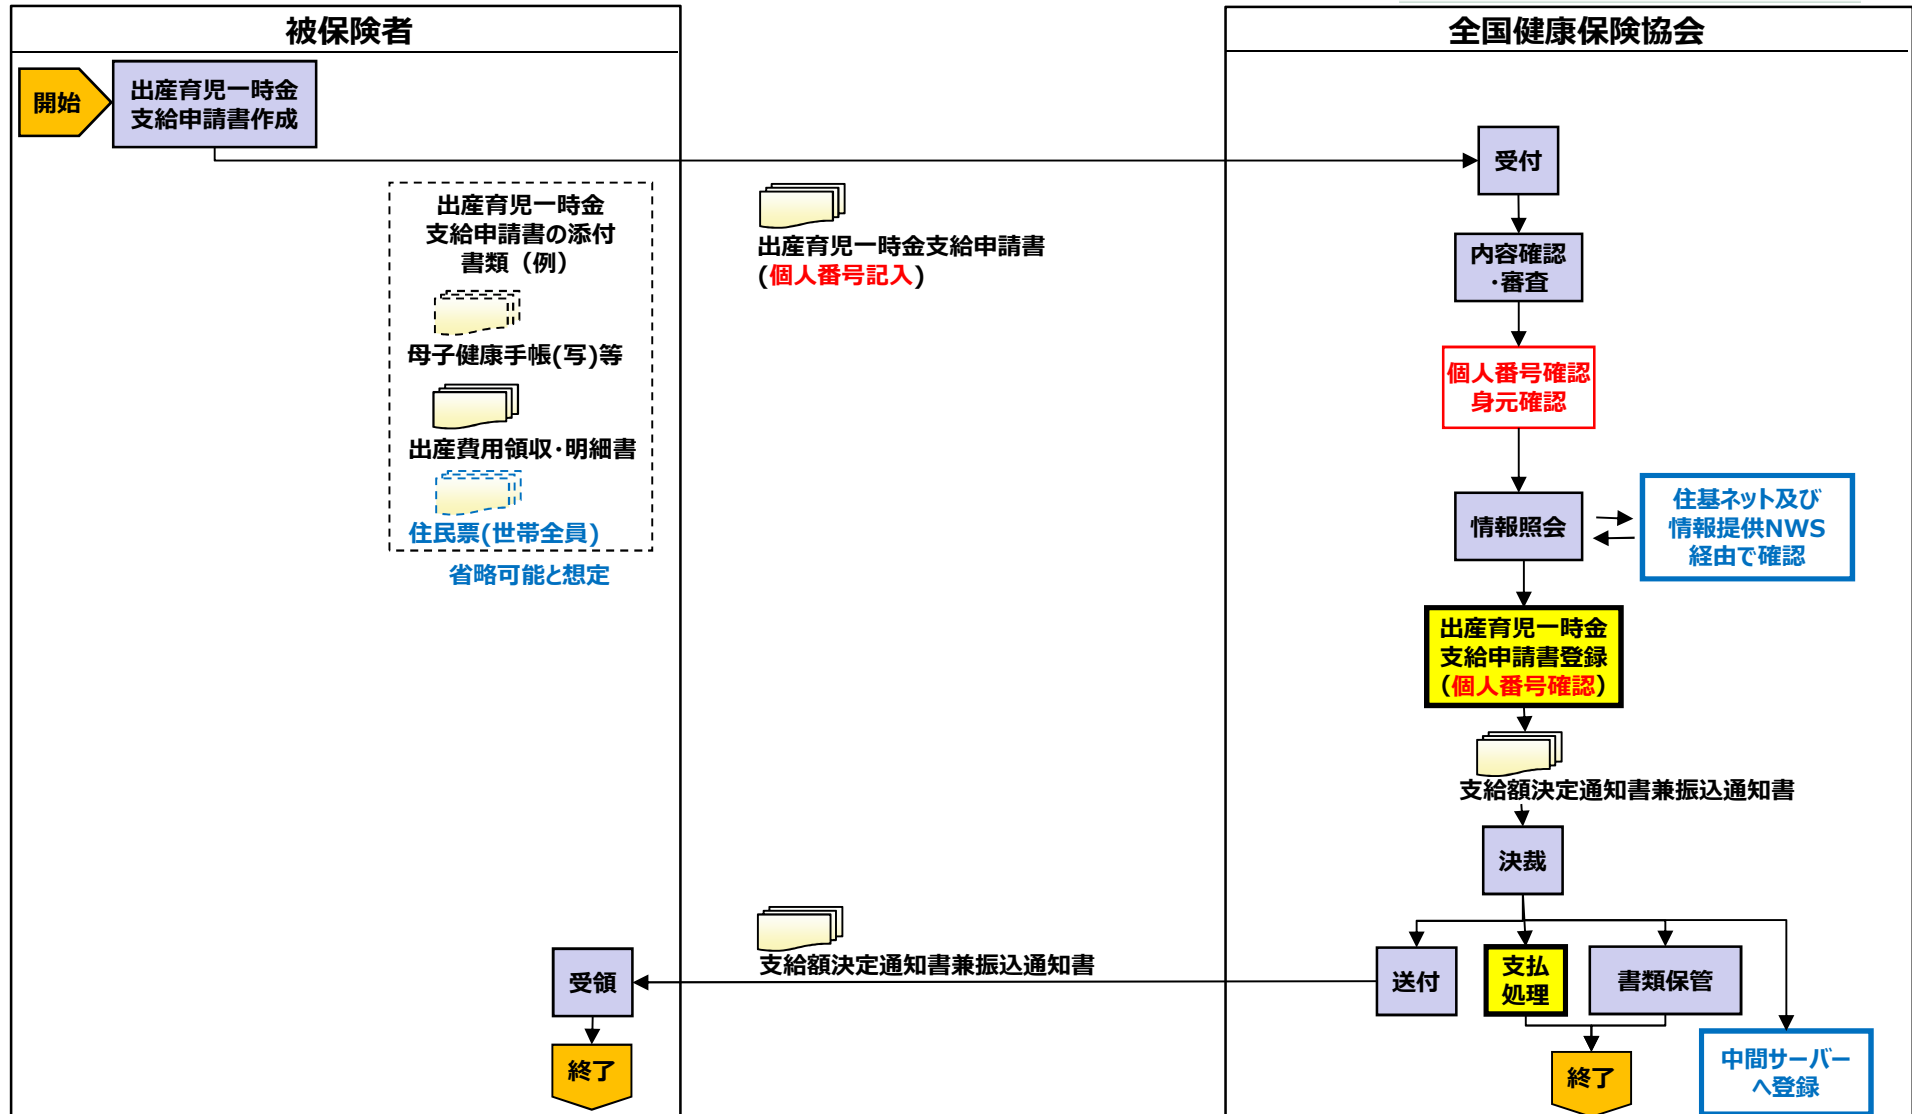 被保険者
全国健康保険協会
開始
出産育児一時金
支給申請書作成
受付
出産育児一時金
支給申請書の添付
書類（例）
母子健康手帳(写)等
出産費用領収・明細書
住民票(世帯全員)
省略可能と想定
出産育児一時金支給申請書
(個人番号記入)
内容確認
・審査
個人番号確認
身元確認
情報照会
住基ネット及び
情報提供NWS
経由で確認
出産育児一時金
支給申請書登録
(個人番号確認)
支給額決定通知書兼振込通知書
決裁
支給額決定通知書兼振込通知書
受領
送付
支払
処理
書類保管
終了
終了
中間サーバー
へ登録